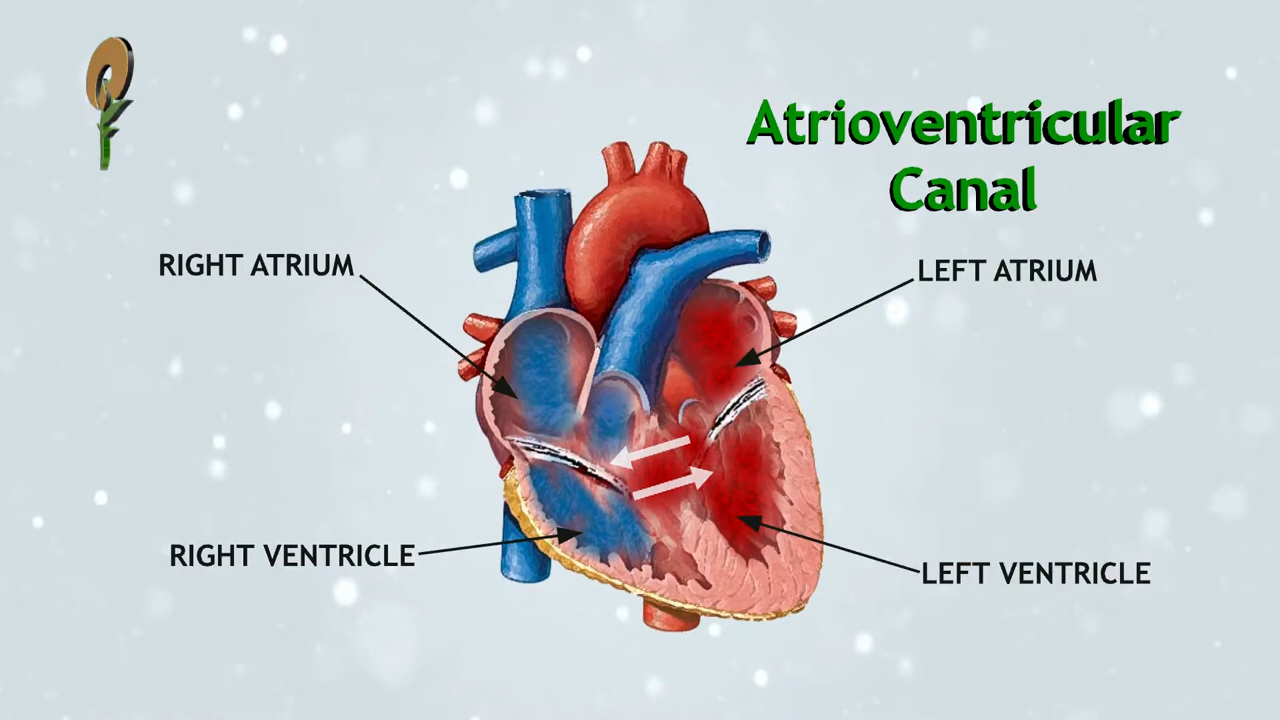 Atrioventricular
Canal
RIGHT ATRIUM
LEFT ATRIUM
RIGHT VENTRICLE
LEFT VENTRICLE